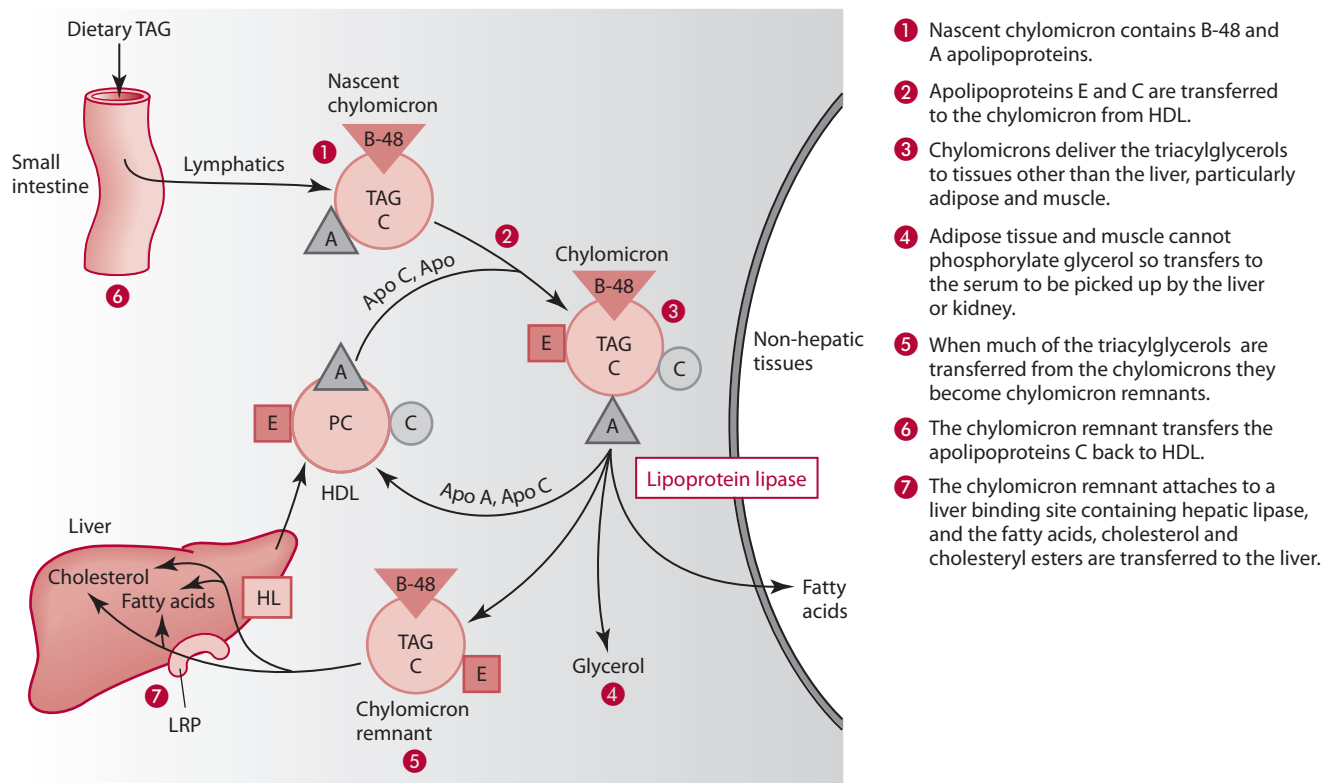 Dietary TAG
Small
intestine
6
Lymphatics
Nascent
chylomicron
1
B-48
TAG
C
A
2
Apo C, Apo
Chylomicron
B-48
3
E
TAG
C
C
A
Non-hepatic
tissues
A
E
PC
C
HDL
Apo A, Apo C
Lipoprotein lipase
Liver
Cholesterol
Fatty acids
HL
7
LRP
B-48
TAG
C
E
Chylomicron
remnant
5
Glycerol
4
Fatty
acids
1 Nascent chylomicron contains B-48 and
A apolipoproteins.
2 Apolipoproteins E and C are transferred
to the chylomicron from HDL.
3 Chylomicrons deliver the triacylglycerols
to tissues other than the liver, particularly
adipose and muscle.
4 Adipose tissue and muscle cannot
phosphorylate glycerol so transfers to
the serum to be picked up by the liver
or kidney.
5 When much of the triacylglycerols are
transferred from the chylomicrons they
become chylomicron remnants.
6 The chylomicron remnant transfers the
apolipoproteins C back to HDL.
7 The chylomicron remnant attaches to a
liver binding site containing hepatic lipase,
and the fatty acids, cholesterol and
cholesteryl esters are transferred to the liver.